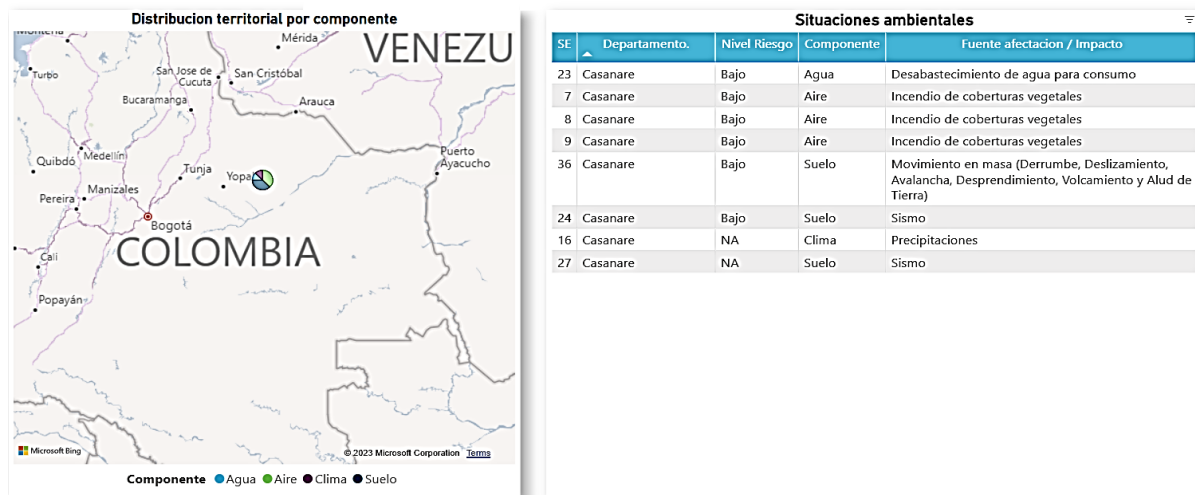 Distribucion territorial por componente
Montería
Mérida
VENEZU
Turbo
San Jose de
Cucuta
San Cristóbal
Bucaramanga
Arauca
Puerto
Ayacucho
Medellín
Quibdó
Tunja
Yopa
Manizales
Pereira
Bogotá
COLOMBIA
Cali
Popayán
Microsoft Bing
© 2023 Microsoft Corporation Terms
Componente Agua Aire Clima Suelo
Situaciones ambientales
SE Departamento. Nivel Riesgo Componente Fuente afectacion / Impacto
23 Casanare Bajo Agua Desabastecimiento de agua para consumo
7 Casanare Bajo Aire Incendio de coberturas vegetales
8 Casanare Bajo Aire Incendio de coberturas vegetales
9 Casanare Bajo Aire Incendio de coberturas vegetales
36 Casanare Bajo Suelo Movimiento en masa (Derrumbe, Deslizamiento,
Avalancha, Desprendimiento, Volcamiento y Alud de
Tierra)
24 Casanare Bajo Suelo Sismo
16 Casanare NA Clima Precipitaciones
27 Casanare NA Suelo Sismo